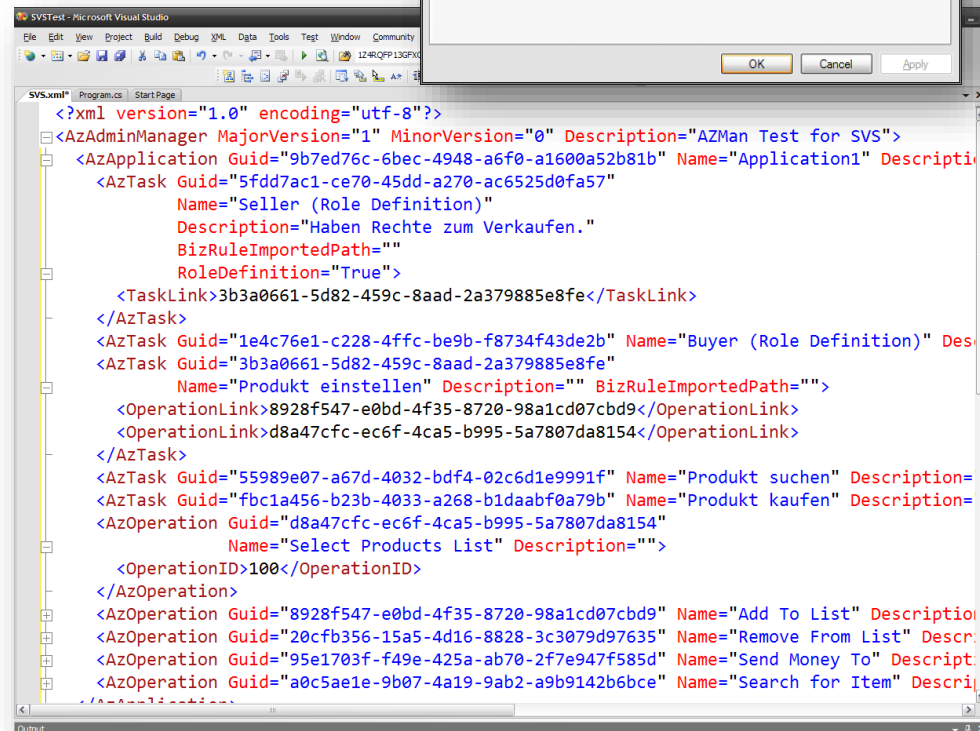 SVSTest - Microsoft Visual Studio
File Edit View Project Build Debug XML Data Tools Test Window Community
OK Cancel Apply
SVS.xml* Program.cs Start Page
<?xml version="1.0" encoding="utf-8"?>
<AzAdminManager MajorVersion="1" MinorVersion="0" Description="AZMan Test for SVS">
<AzApplication Guid="9b7ed76c-6bec-4948-a6f0-a1600a52b81b" Name="Application1" Descripti
<AzTask Guid="5fdd7ac1-ce70-45dd-a270-ac6525d0fa57"
Name="Seller (Role Definition)"
Description="Haben Rechte zum Verkaufen."
BizRuleImportedPath=""
RoleDefinition="True">
<TaskLink>3b3a0661-5d82-459c-8aad-2a379885e8fe</TaskLink>
</AzTask>
<AzTask Guid="1e4c76e1-c228-4ffc-be9b-f8734f43de2b" Name="Buyer (Role Definition)" Des
<AzTask Guid="3b3a0661-5d82-459c-8aad-2a379885e8fe"
Name="Produkt einstellen" Description="" BizRuleImportedPath="">
<OperationLink>8928f547-e0bd-4f35-8720-98a1cd07cbd9</OperationLink>
<OperationLink>d8a47cfc-ec6f-4ca5-b995-5a7807da8154</OperationLink>
</AzTask>
<AzTask Guid="55989e07-a67d-4032-bdf4-02c6d1e9991f" Name="Produkt suchen" Description=
<AzTask Guid="fbc1a456-b23b-4033-a268-b1daabf0a79b" Name="Produkt kaufen" Description=
<AzOperation Guid="d8a47cfc-ec6f-4ca5-b995-5a7807da8154"
Name="Select Products List" Description="">
<OperationID>100</OperationID>
</AzOperation>
<AzOperation Guid="8928f547-e0bd-4f35-8720-98a1cd07cbd9" Name="Add To List" Description
<AzOperation Guid="20cfb356-15a5-4d16-8828-3c3079d97635" Name="Remove From List" Descr
<AzOperation Guid="95e1703f-f49e-425a-ab70-2f7e947f585d" Name="Send Money To" Descript
<AzOperation Guid="a0c5ae1e-9b07-4a19-9ab2-a9b9142b6bce" Name="Search for Item" Descri
Output